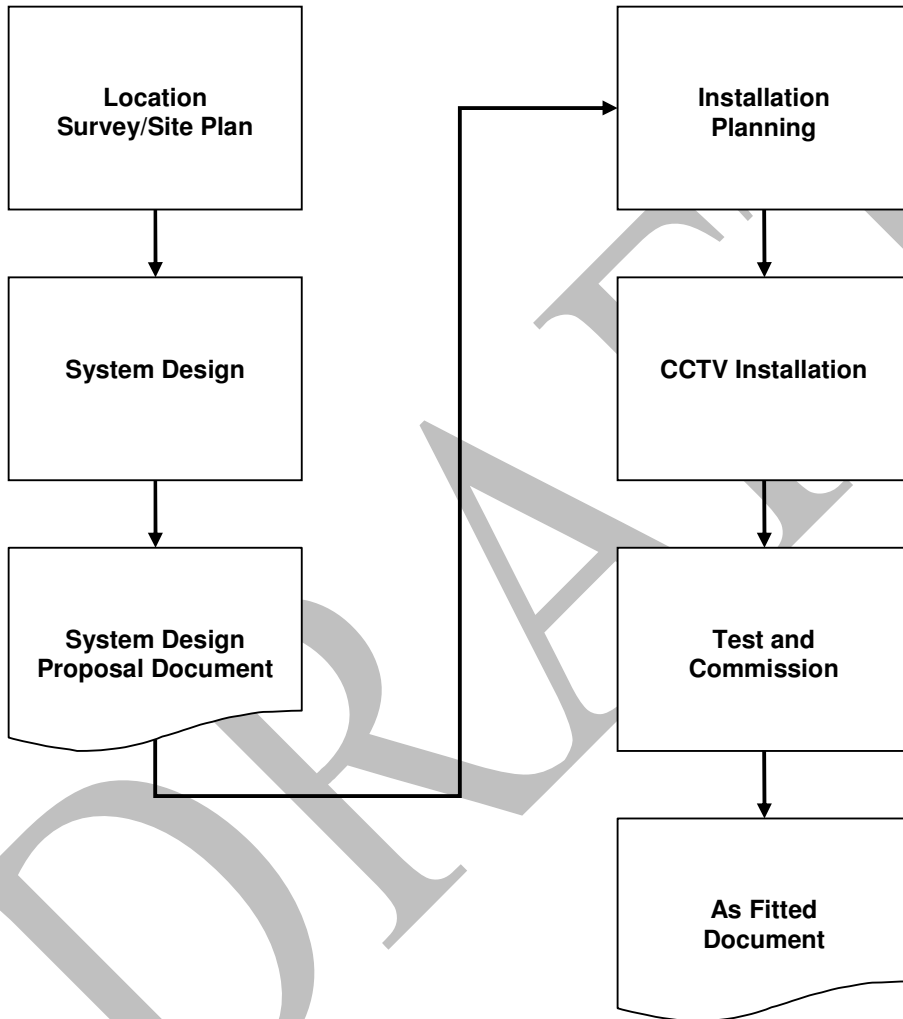 Location
Survey/Site Plan
System Design
System Design
Proposal Document
Installation
Planning
CCTV Installation
Test and
Commission
As Fitted
Document
DRAFT